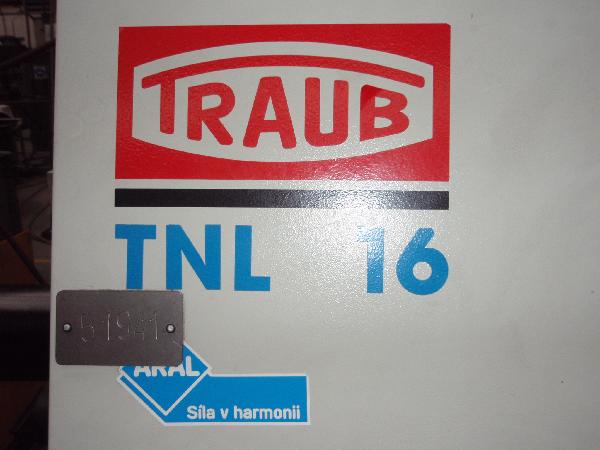 TRAUB
TNL 16
51941
ARAL
Síla v harmonii